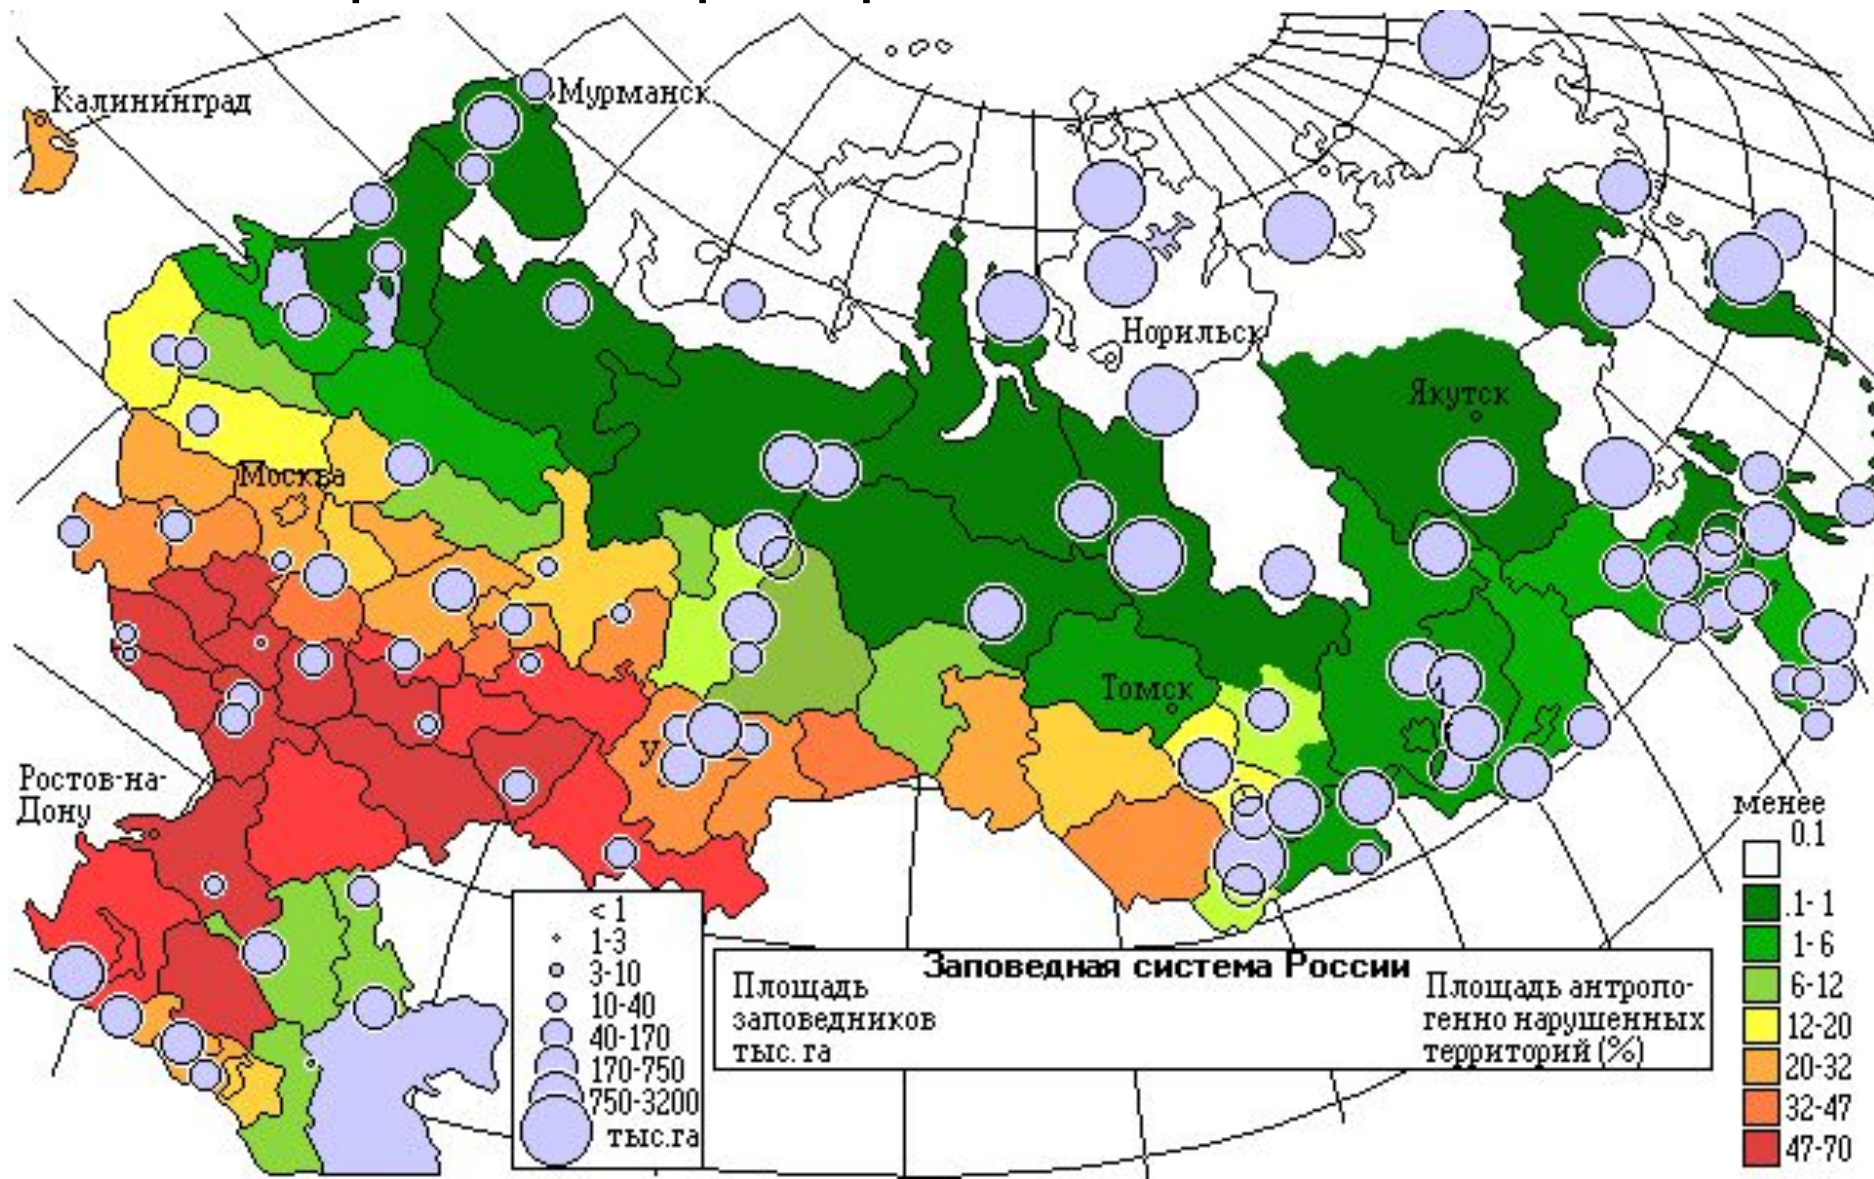 Калининград
Мурманск
Норильск
Якутск
Москва
Томск
У
Ростов-на-
Дону
менее
0.1
.1-1
1-6
6-12
12-20
20-32
32-47
47-70
< 1
1-3
3-10
10-40
40-170
170-750
750-3200
тыс.га
Заповедная система России
Площадь
заповедников
тыс. га
Площадь антропо-
генно нарушенных
территорий (%)